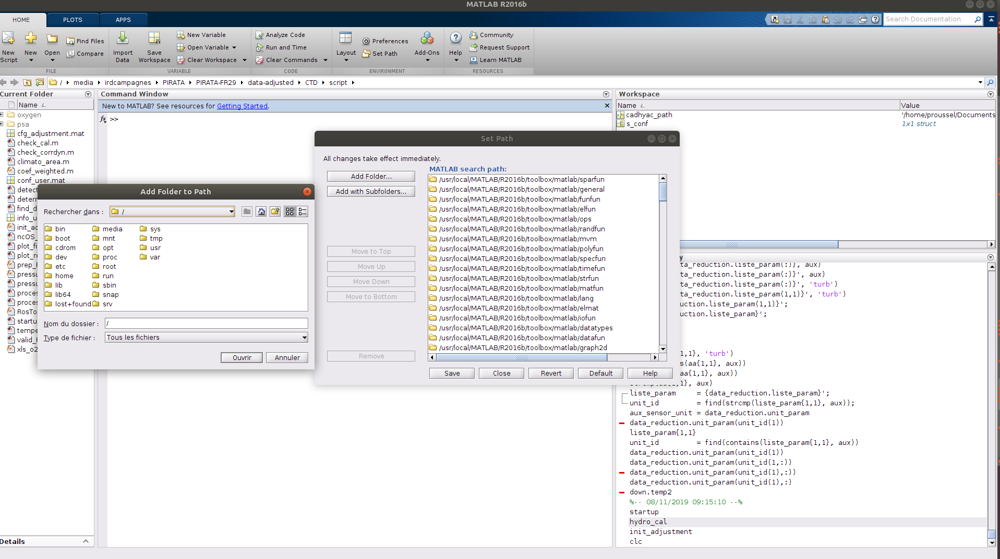 MATLAB R2016b
HOME
PLOTS
APPS
Search Documentation
New Script
New
Open
Find Files
Compare
FILE
Import Data
Save Workspace
New Variable
Open Variable
Clear Workspace
VARIABLE
Analyze Code
Run and Time
Clear Commands
CODE
Layout
Preferences
Set Path
Add-Ons
ENVIRONMENT
Help
Community
Request Support
Learn MATLAB
RESOURCES
/ media irdcampagnes PIRATA PIRATA-FR29 data-adjusted CTD script
Current Folder
Name
oxygen
psa
cfg_adjustment.mat
check_cal.m
check_corrdyn.m
climato_area.m
coef_weighted.m
conf_user.mat
detect
deterr
find_d
info_u
init_ac
ncOS_
plot_fi
plot_re
prep_F
pressu
pressu
proces
proces
RosTo
startu
tempe
valid_F
xls_o2
Details
Command Window
New to MATLAB? See resources for Getting Started.
fx >>
Workspace
Name
Value
cadhyac_path
'/home/proussel/Documents
s_conf
1x1 struct
Set Path
All changes take effect immediately.
Add Folder...
Add with Subfolders...
Move to Top
Move Up
Move Down
Move to Bottom
Remove
MATLAB search path:
/usr/local/MATLAB/R2016b/toolbox/matlab/sparfun
/usr/local/MATLAB/R2016b/toolbox/matlab/general
/usr/local/MATLAB/R2016b/toolbox/matlab/funfun
/usr/local/MATLAB/R2016b/toolbox/matlab/elfun
/usr/local/MATLAB/R2016b/toolbox/matlab/ops
/usr/local/MATLAB/R2016b/toolbox/matlab/randfun
/usr/local/MATLAB/R2016b/toolbox/matlab/mvm
/usr/local/MATLAB/R2016b/toolbox/matlab/polyfun
/usr/local/MATLAB/R2016b/toolbox/matlab/specfun
/usr/local/MATLAB/R2016b/toolbox/matlab/timefun
/usr/local/MATLAB/R2016b/toolbox/matlab/strfun
/usr/local/MATLAB/R2016b/toolbox/matlab/matfun
/usr/local/MATLAB/R2016b/toolbox/matlab/lang
/usr/local/MATLAB/R2016b/toolbox/matlab/elmat
/usr/local/MATLAB/R2016b/toolbox/matlab/iofun
/usr/local/MATLAB/R2016b/toolbox/matlab/datatypes
/usr/local/MATLAB/R2016b/toolbox/matlab/datafun
/usr/local/MATLAB/R2016b/toolbox/matlab/graph2d
Save
Close
Revert
Default
Help
Add Folder to Path
Rechercher dans :
/
bin
boot
cdrom
dev
etc
home
lib
lib64
lost+found
media
mnt
opt
proc
root
run
sbin
snap
srv
sys
tmp
usr
var
Nom du dossier :
/
Type de fichier :
Tous les fichiers
Ouvrir
Annuler
y
ta_reduction.liste_param(:)}, aux)
ta_reduction.liste_param(:)}', aux)
ta_reduction.liste_param(:)}', 'turb')
ta_reduction.liste_param(1,1)}', 'turb')
uction.liste_param(1,1)}';
uction.liste_param}';
1,1}, 'turb')
s(aa{1,1}, aux))
aa{1,1}, aux))
strcmp(aa{1,1}, aux)
liste_param = {data_reduction.liste_param}';
unit_id = find(strcmp(liste_param{1,1}, aux));
aux_sensor_unit = data_reduction.unit_param
data_reduction.unit_param(unit_id(1))
liste_param{1,1}
unit_id = find(contains(liste_param{1,1}, aux))
data_reduction.unit_param(unit_id(1))
data_reduction.unit_param(unit_id(1,:))
data_reduction.unit_param(unit_id(1),:))
data_reduction.unit_param(unit_id(1),:)
down.temp2
%-- 08/11/2019 09:15:10 --%
startup
hydro_cal
init_adjustment
clc